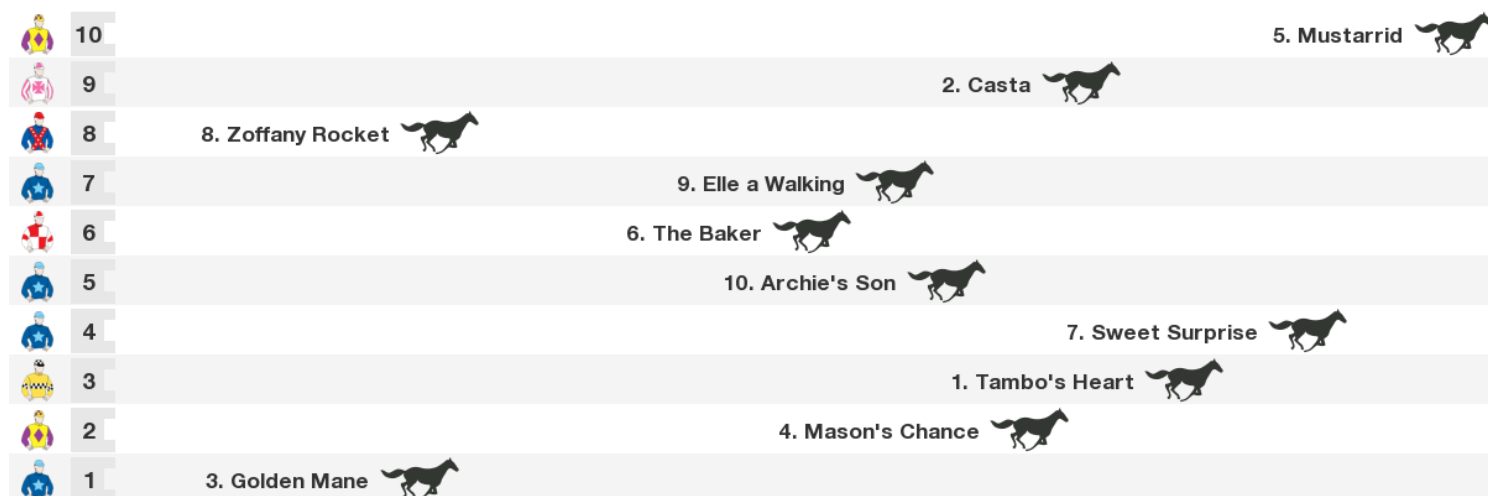 10 5. Mustarrid
9 2. Casta
8 8. Zoffany Rocket
7 9. Elle a Walking
6 6. The Baker
5 10. Archie's Son
4 7. Sweet Surprise
3 1. Tambo's Heart
2 4. Mason's Chance
1 3. Golden Mane